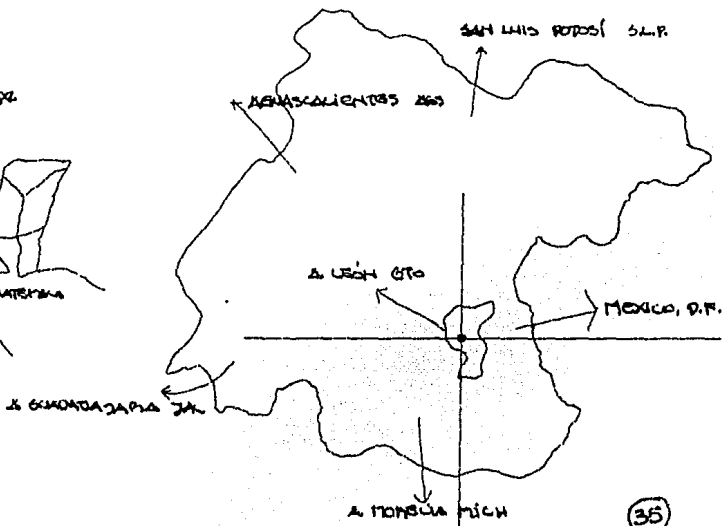 SAN LUIS POTOSÍ S.L.P.
AGUASCALIENTES AGS
A LEÓN GTO
MEXICO, D.F.
A GUADALAJARA JAL
A MORELIA MICH
35